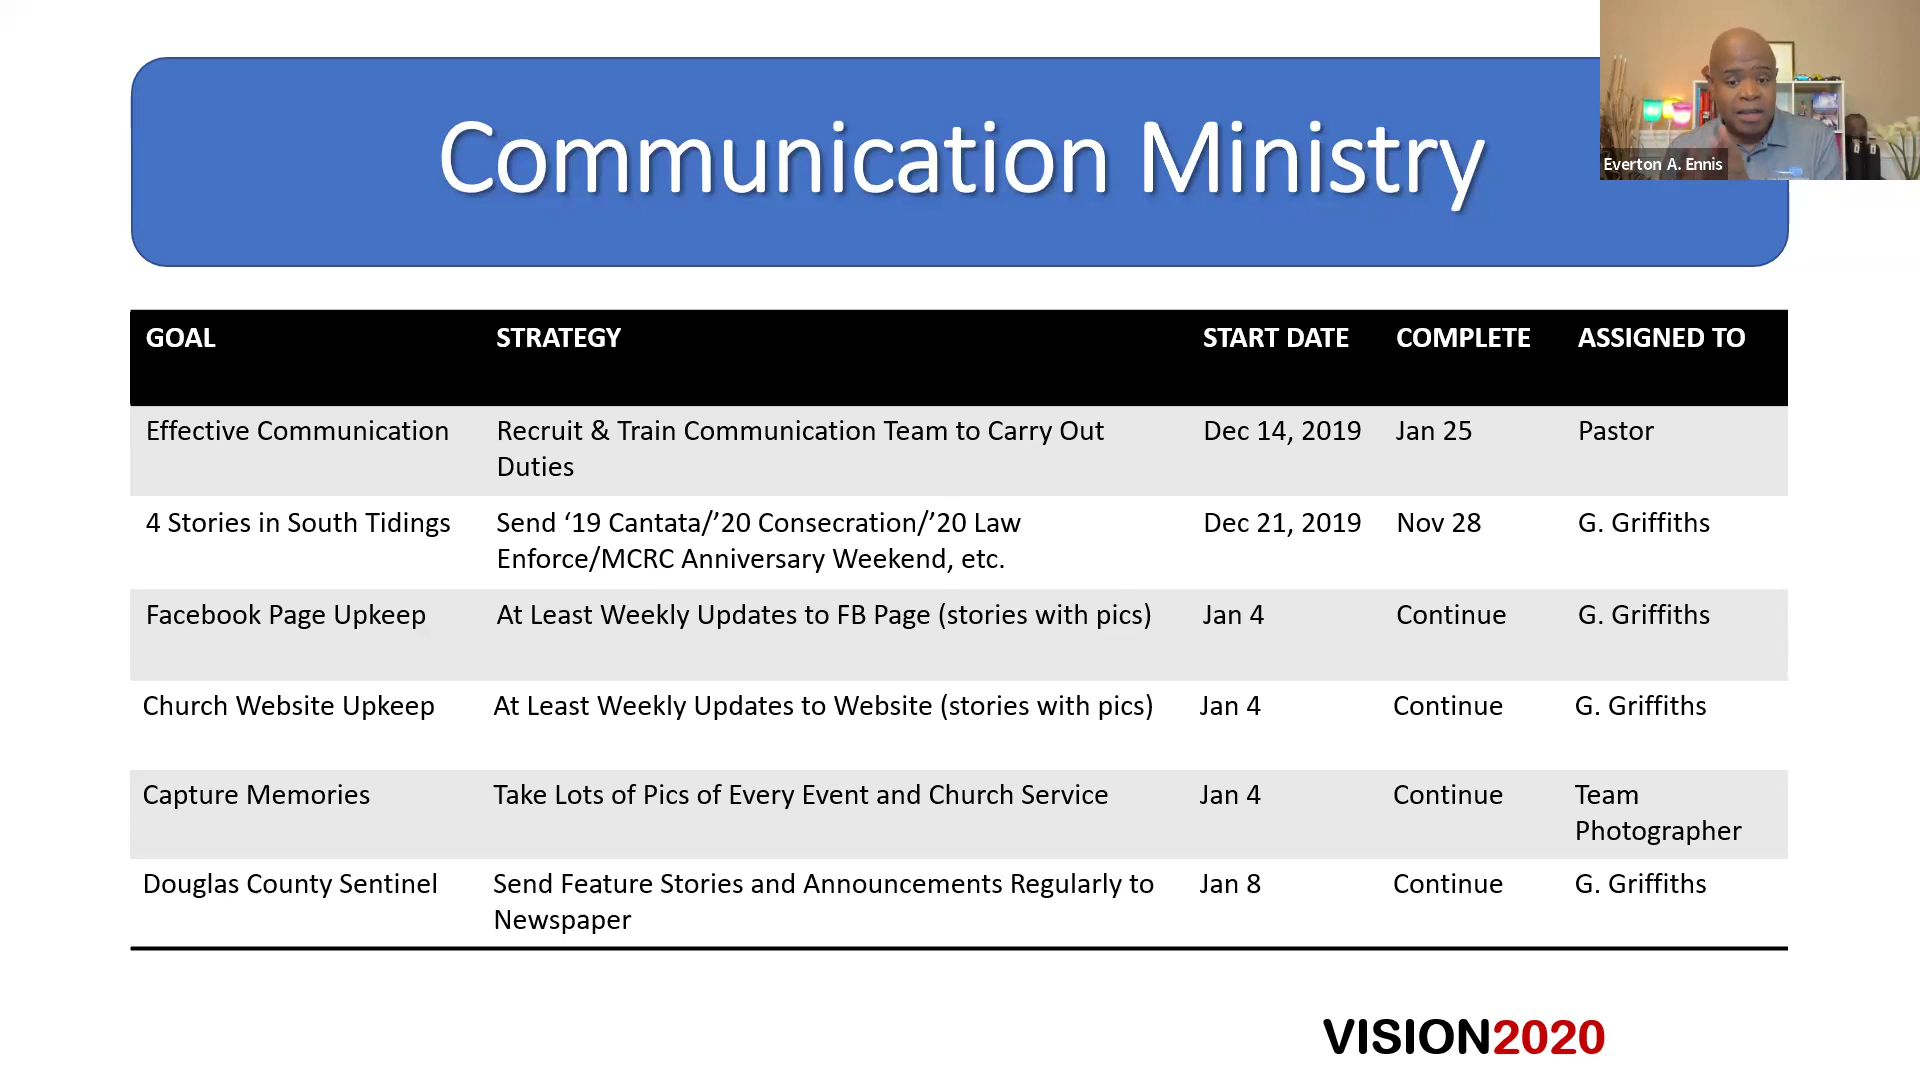 Communication Ministry
Everton A. Ennis
GOAL STRATEGY START DATE COMPLETE ASSIGNED TO
Effective Communication Recruit & Train Communication Team to Carry Out Dec 14, 2019 Jan 25 Pastor
Duties
4 Stories in South Tidings Send ‘19 Cantata/’20 Consecration/’20 Law Dec 21, 2019 Nov 28 G. Griffiths
Enforce/MCRC Anniversary Weekend, etc.
Facebook Page Upkeep At Least Weekly Updates to FB Page (stories with pics) Jan 4 Continue G. Griffiths
Church Website Upkeep At Least Weekly Updates to Website (stories with pics) Jan 4 Continue G. Griffiths
Capture Memories Take Lots of Pics of Every Event and Church Service Jan 4 Continue Team
Photographer
Douglas County Sentinel Send Feature Stories and Announcements Regularly to Jan 8 Continue G. Griffiths
Newspaper
VISION2020